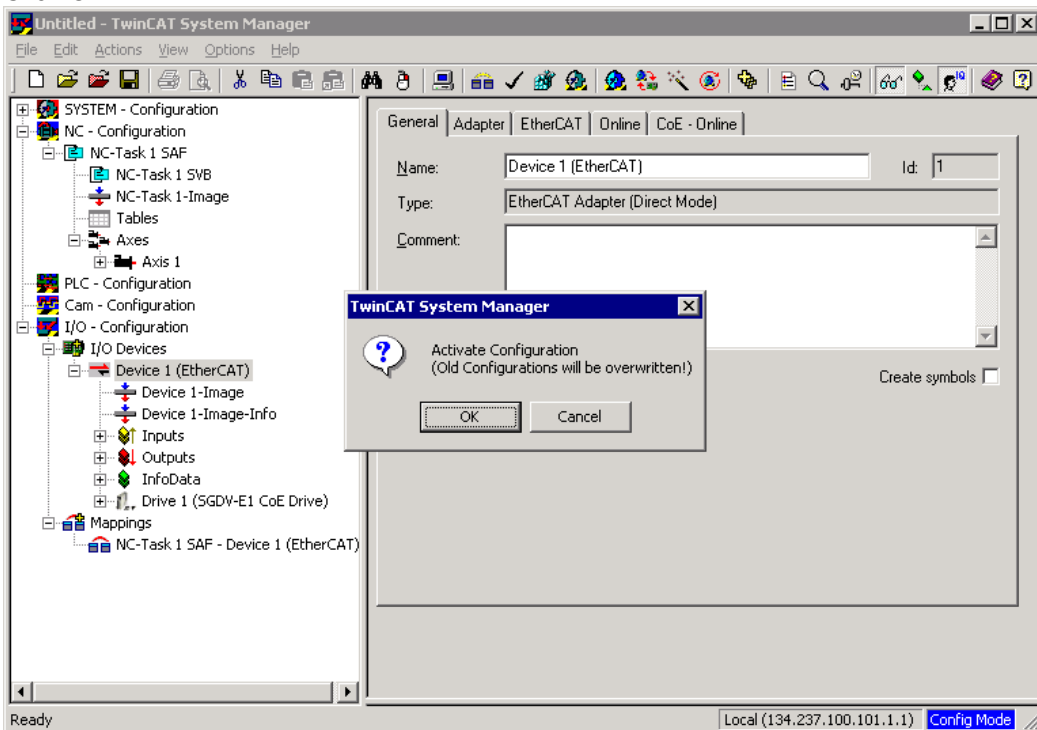 Untitled - TwinCAT System Manager
File Edit Actions View Options Help
SYSTEM - Configuration
NC - Configuration
NC-Task 1 SAF
NC-Task 1 SVB
NC-Task 1-Image
Tables
Axes
Axis 1
PLC - Configuration
Cam - Configuration
I/O - Configuration
I/O Devices
Device 1 (EtherCAT)
Device 1-Image
Device 1-Image-Info
Inputs
Outputs
InfoData
Drive 1 (SGDV-E1 CoE Drive)
Mappings
NC-Task 1 SAF - Device 1 (EtherCAT)
General Adapter EtherCAT Online CoE - Online
Name: Device 1 (EtherCAT) Id: 1
Type: EtherCAT Adapter (Direct Mode)
Comment:
Create symbols
TwinCAT System Manager
Activate Configuration
(Old Configurations will be overwritten!)
OK Cancel
Ready Local (134.237.100.101.1.1) Config Mode